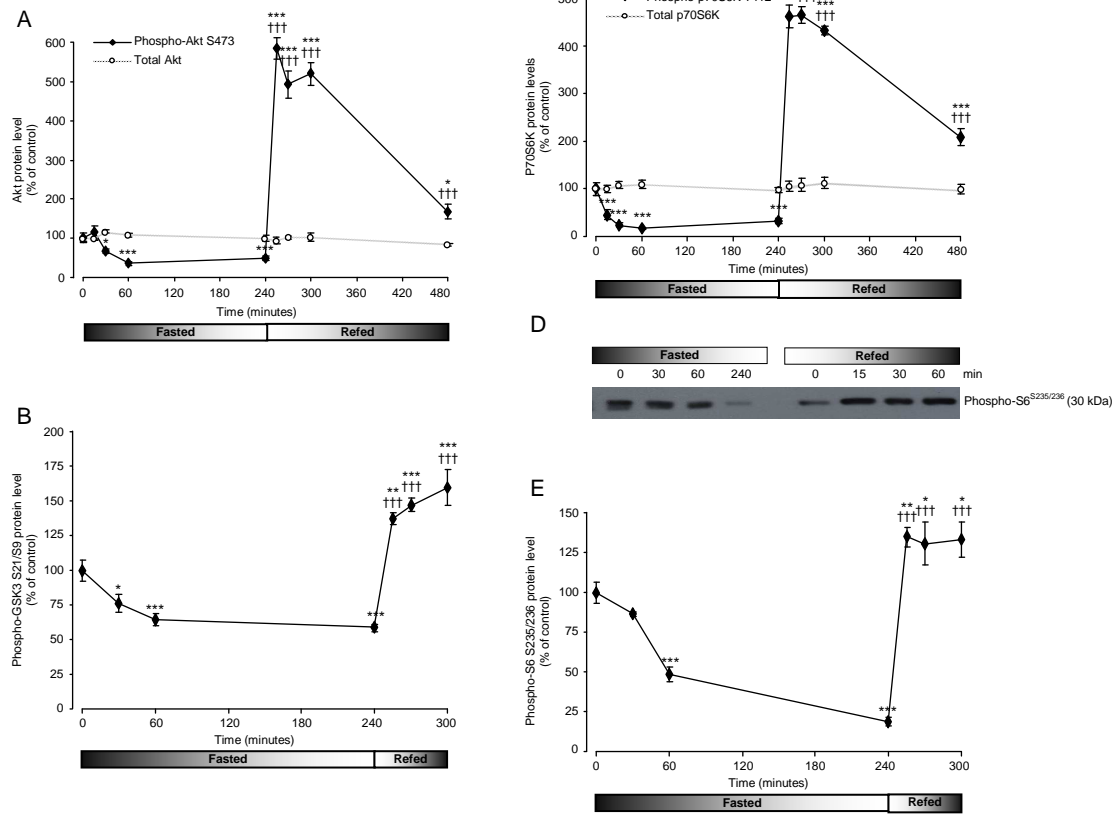 A
Phospho-Akt S473
Total Akt
Akt protein level
(% of control)
600
500
400
300
200
100
0
***
†††
***
†††
***
†††
*
†††
*
***
***
0 60 120 180 240 300 360 420 480
Time (minutes)
Fasted Refed
Total p70S6K
P70S6K protein levels
(% of control)
400
300
200
100
0
***
†††
***
†††
***
***
***
***
0 60 120 180 240 300 360 420 480
Time (minutes)
Fasted Refed
B
Phospho-GSK3 S21/S9 protein level
(% of control)
200
175
150
125
100
75
50
25
0
*
***
***
**
†††
***
†††
***
†††
0 60 120 180 240 300
Time (minutes)
Fasted Refed
D
Fasted Refed
0 30 60 240 0 15 30 60 min
Phospho-S6S235/236 (30 kDa)
E
Phospho-S6 S235/236 protein level
(% of control)
150
125
100
75
50
25
0
***
***
**
†††
*
†††
*
†††
0 60 120 180 240 300
Time (minutes)
Fasted Refed